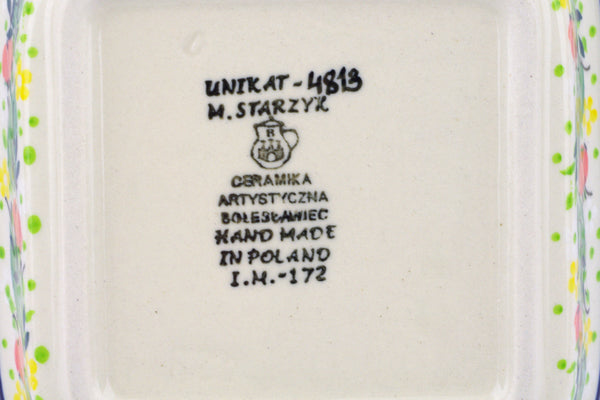 UNIKAT-4813
M. STARZYK
B
CERAMIKA
ARTYSTYCZNA
BOLESŁAWIEC
HAND MADE
IN POLAND
I.M.-172